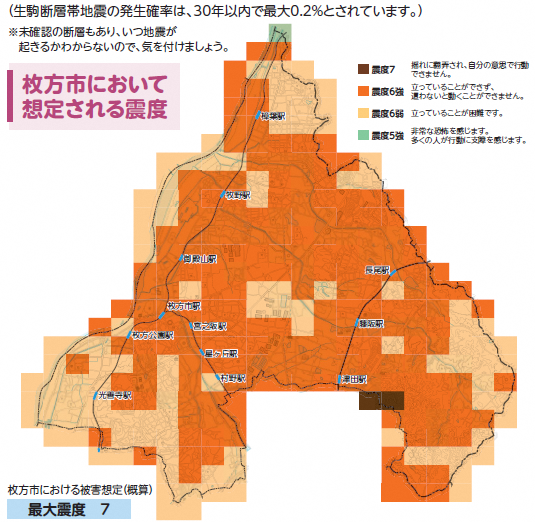 (生駒断層帯地震の発生確率は、30年以内で最大0.2%とされています。)
※未確認の断層もあり、いつ地震が
起きるかわからないので、気を付けましょう。
枚方市において
想定される震度
震度7
揺れに翻弄され、自分の意思で行動
できません。
震度6強
立っていることができず、
這わないと動くことができません。
震度6弱
立っていることが困難です。
震度5強
非常な恐怖を感じます。
多くの人が行動に支障を感じます。
樟葉駅
牧野駅
御殿山駅
長尾駅
枚方市駅
宮之阪駅
藤阪駅
枚方公園駅
星ヶ丘駅
村野駅
津田駅
光善寺駅
枚方市における被害想定(概算)
最大震度 7